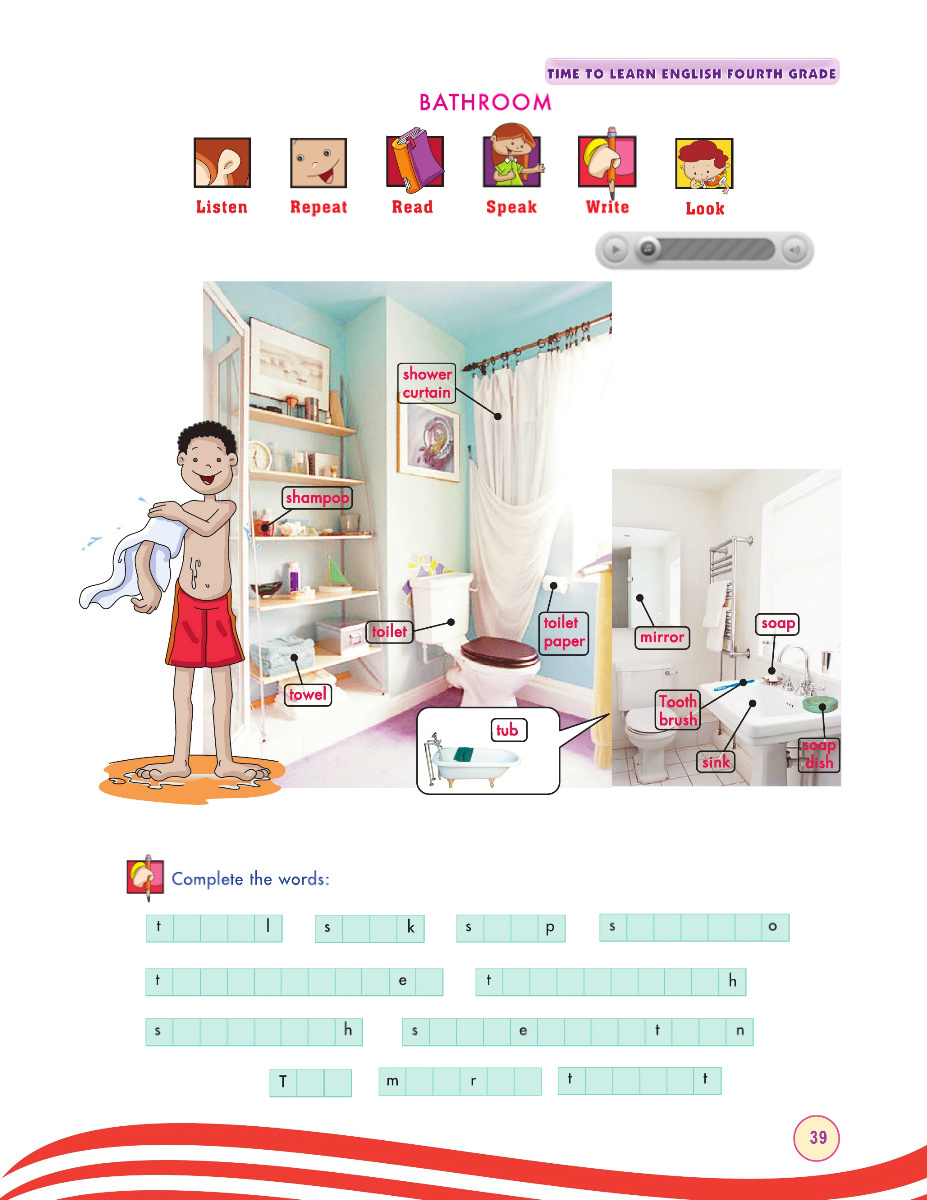 TIME TO LEARN ENGLISH FOURTH GRADE
BATHROOM
Listen Repeat Read Speak Write Look
shower
curtain
shampoo
toilet
toilet
paper
towel
tub
mirror
soap
Tooth
brush
sink
soap
dish
Complete the words:
t l s k s p s o
t e t h
s h s e t n
T m r t t
39